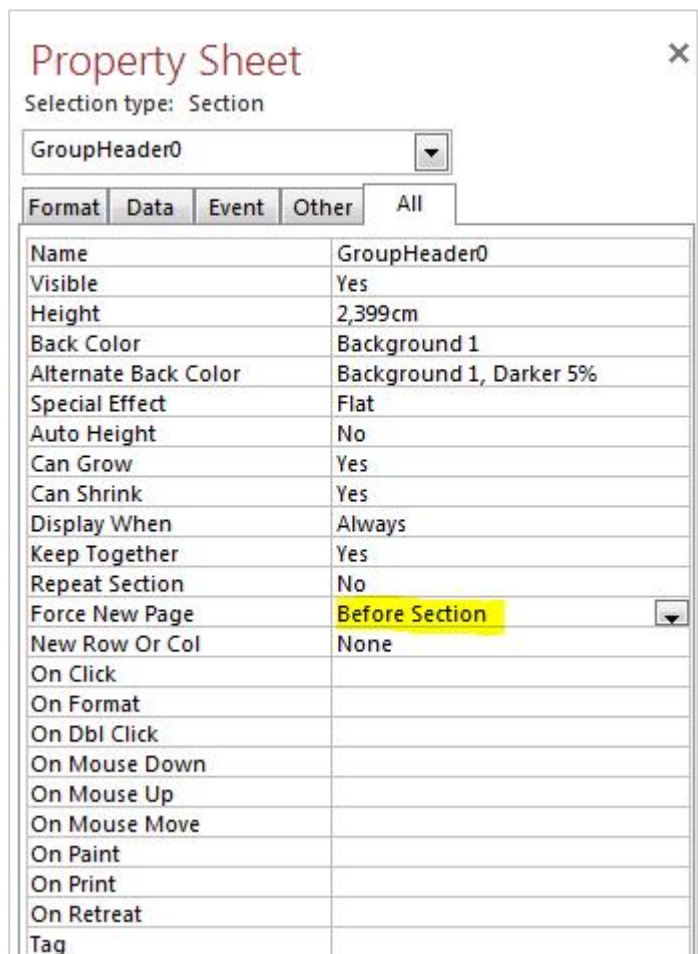 Property Sheet
Selection type: Section
GroupHeader0
Format Data Event Other All
Name GroupHeader0
Visible Yes
Height 2,399cm
Back Color Background 1
Alternate Back Color Background 1, Darker 5%
Special Effect Flat
Auto Height No
Can Grow Yes
Can Shrink Yes
Display When Always
Keep Together Yes
Repeat Section No
Force New Page Before Section
New Row Or Col None
On Click
On Format
On Dbl Click
On Mouse Down
On Mouse Up
On Mouse Move
On Paint
On Print
On Retreat
Tag